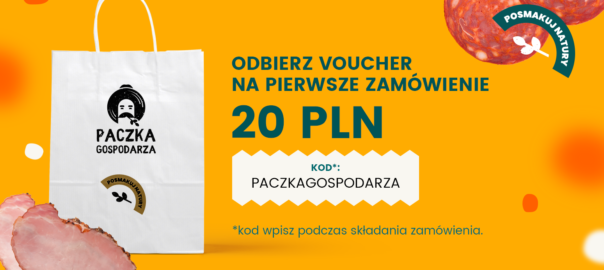 POSMAKUJ NATURY
ODBIERZ VOUCHER
NA PIERWSZE ZAMÓWIENIE
20 PLN
KOD*:
PACZKAGOSPODARZA
*kod wpisz podczas składania zamówienia.
PACZKA
GOSPODARZA
POSMAKUJ NATURY